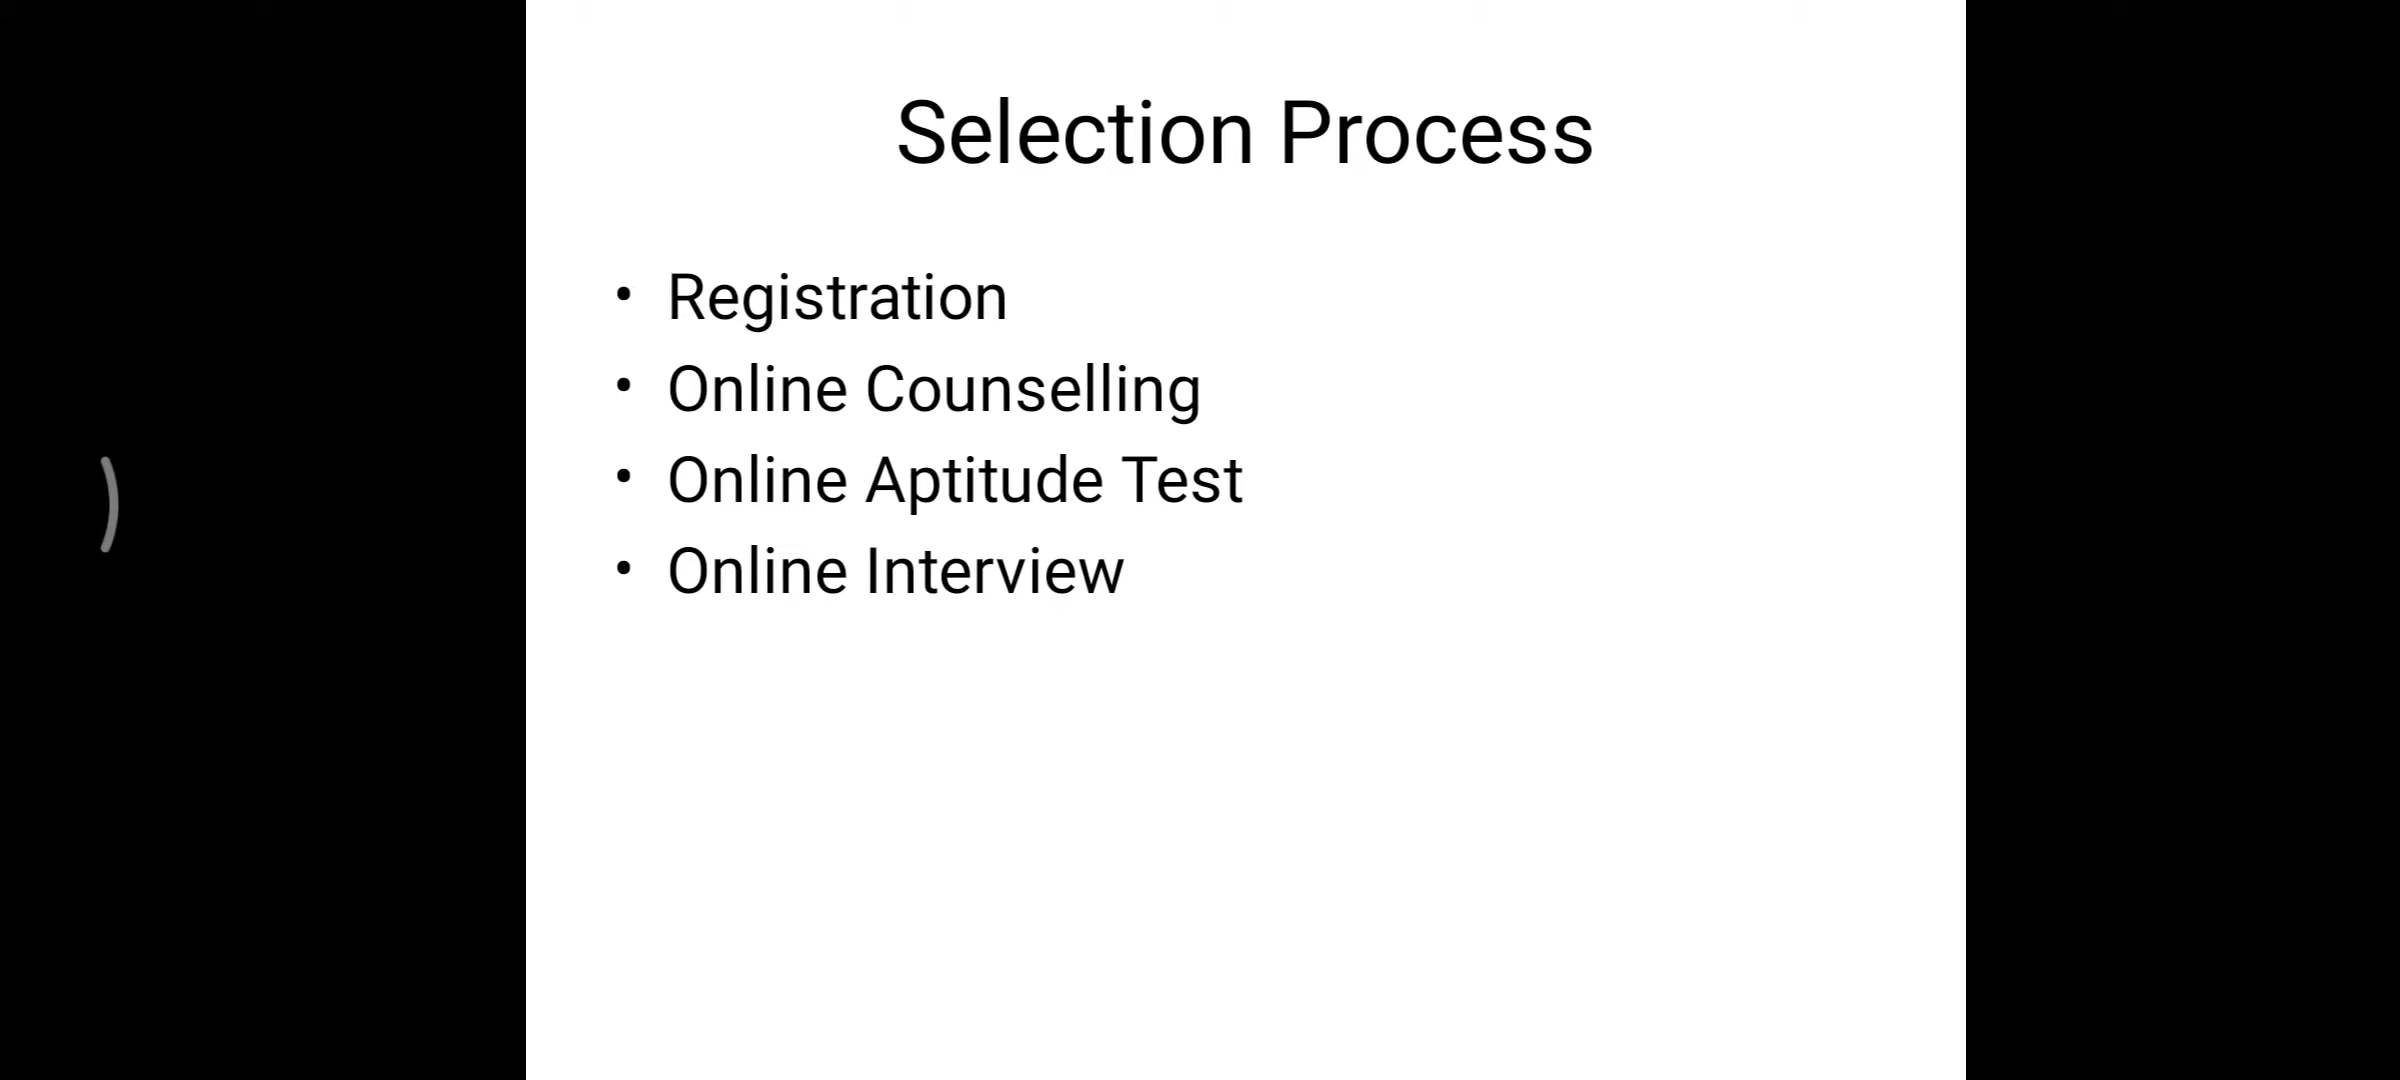 Selection Process
• Registration
• Online Counselling
• Online Aptitude Test
• Online Interview